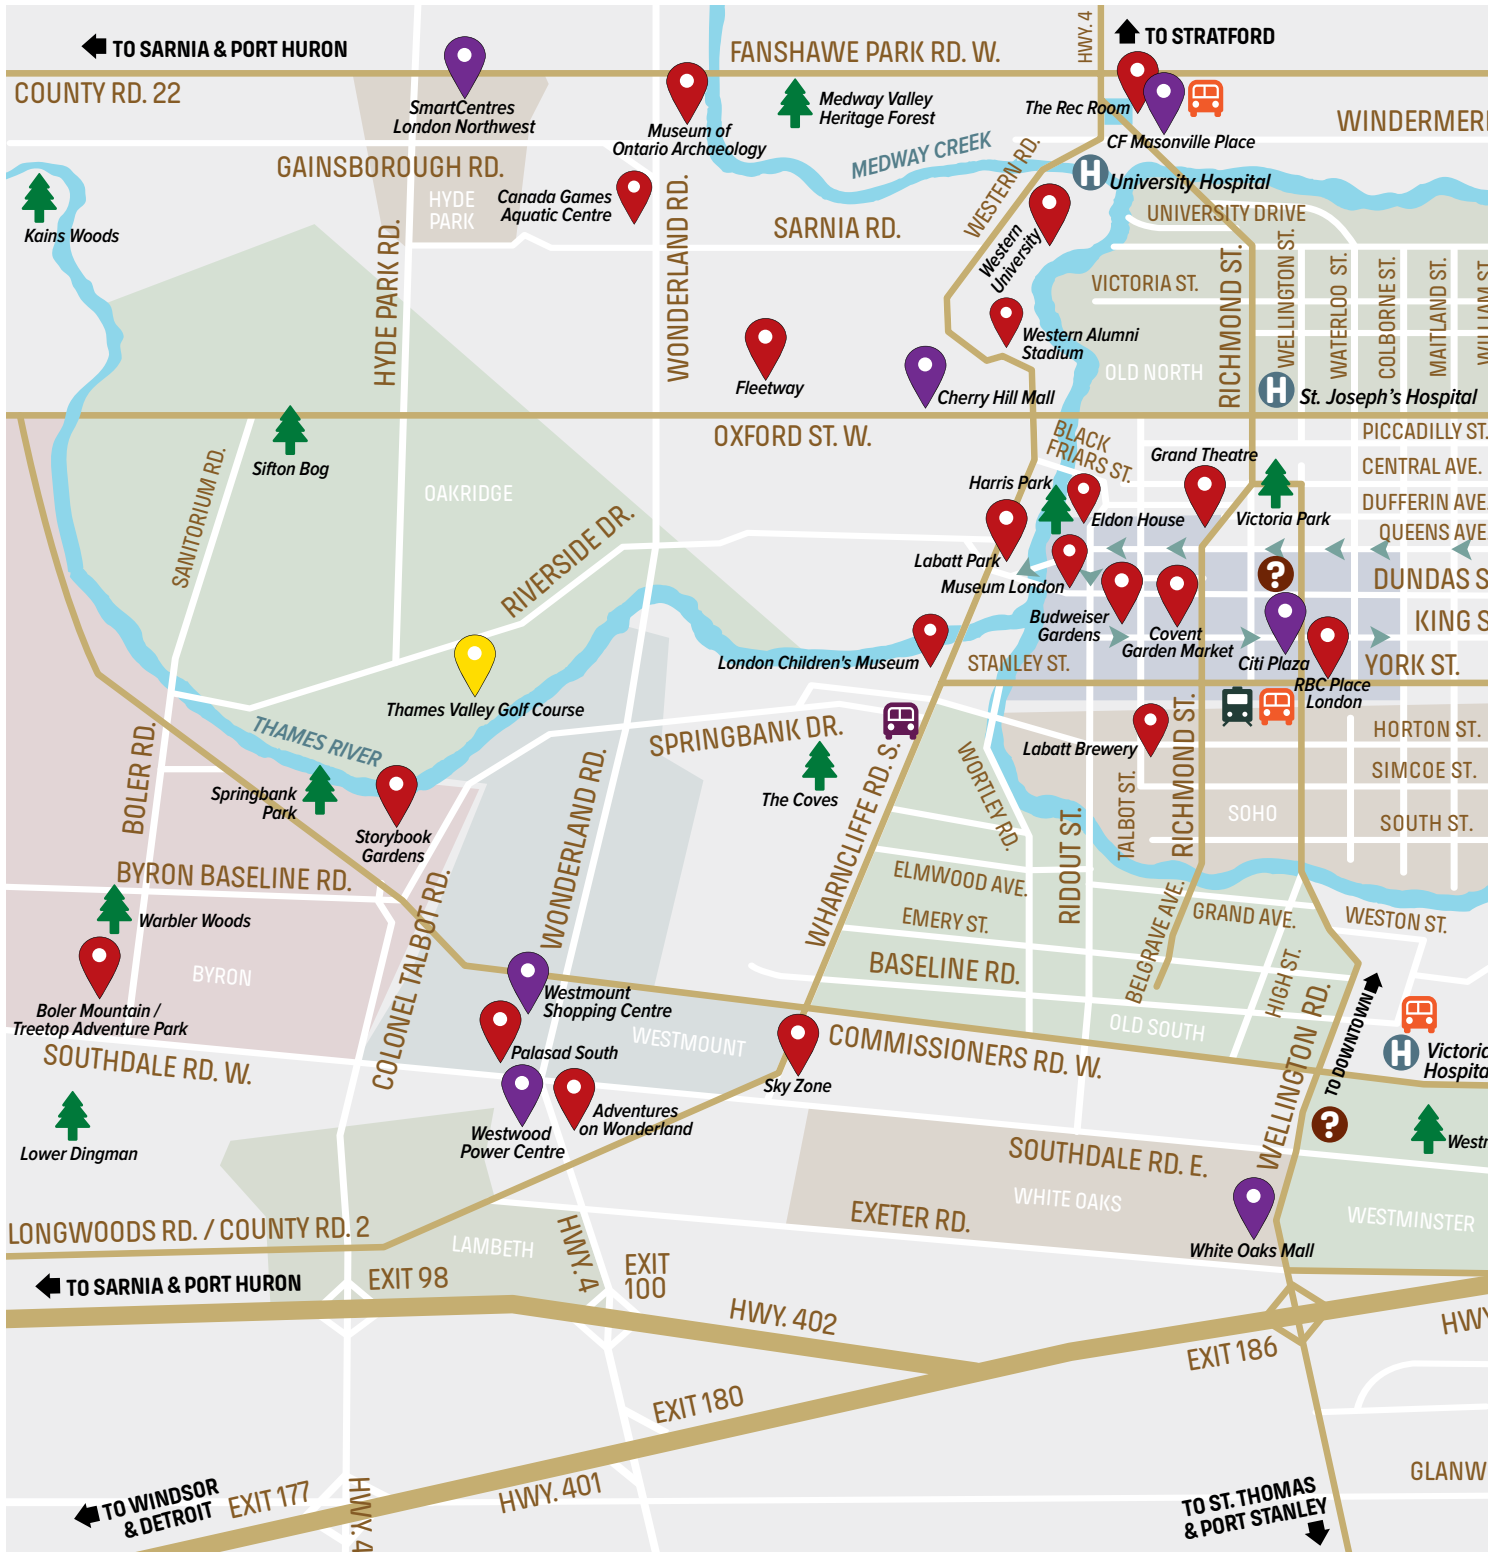 TO SARNIA & PORT HURON
COUNTY RD. 22
FANSHAWE PARK RD. W.
HWY. 4
TO STRATFORD
SmartCentres
London Northwest
Museum of
Ontario Archaeology
Medway Valley
Heritage Forest
The Rec Room
CF Masonville Place
WINDERMER
GAINSBOROUGH RD.
MEDWAY CREEK
WESTERN RD.
University Hospital
HYDE
PARK
Canada Games
Aquatic Centre
WONDERLAND RD.
SARNIA RD.
Kains Woods
HYDE PARK RD.
Western
University
UNIVERSITY DRIVE
VICTORIA ST.
RICHMOND ST.
WELLINGTON ST.
WATERLOO ST.
COLBORNE ST.
MAITLAND ST.
WILLIAM ST.
Western Alumni
Stadium
OLD NORTH
Fleetway
Cherry Hill Mall
St. Joseph's Hospital
OXFORD ST. W.
Sifton Bog
SANITORIUM RD.
OAKRIDGE
RIVERSIDE DR.
BLACK
FRIARS ST.
Grand Theatre
PICCADILLY ST.
CENTRAL AVE.
DUFFERIN AVE.
QUEENS AVE.
Harris Park
Eldon House
Victoria Park
Labatt Park
Museum London
DUNDAS S
KING S
YORK ST.
Budweiser
Gardens
Covent
Garden Market
Citi Plaza
RBC Place
London
London Children's Museum
STANLEY ST.
Thames Valley Golf Course
THAMES RIVER
SPRINGBANK DR.
The Coves
WHARNCLIFFE RD. S.
WORTLEY RD.
Labatt Brewery
TALBOT ST.
RICHMOND ST.
HORTON ST.
SIMCOE ST.
SOHO
SOUTH ST.
BOLER RD.
Springbank
Park
Storybook
Gardens
WONDERLAND RD.
BYRON BASELINE RD.
COLONEL TALBOT RD.
Warbler Woods
BYRON
Boler Mountain /
Treetop Adventure Park
ELMWOOD AVE.
EMERY ST.
BASELINE RD.
RIDOUT ST.
BELGRAVE AVE.
GRAND AVE.
WESTON ST.
HIGH ST.
OLD SOUTH
WELLINGTON RD.
TO DOWNTOWN
Victoria
Hospita
Westmount
Shopping Centre
WESTMOUNT
Palasad South
Sky Zone
COMMISSIONERS RD. W.
SOUTHDALE RD. W.
Westwood
Power Centre
Adventures
on Wonderland
Lower Dingman
Westm
SOUTHDALE RD. E.
WHITE OAKS
EXETER RD.
White Oaks Mall
WESTMINSTER
LONGWOODS RD. / COUNTY RD. 2
LAMBETH
HWY. 4
EXIT
100
EXIT 98
TO SARNIA & PORT HURON
HWY. 402
EXIT 186
HWY
EXIT 180
HWY. 401
EXIT 177
HWY. 4
TO WINDSOR
& DETROIT
GLANW
TO ST. THOMAS
& PORT STANLEY